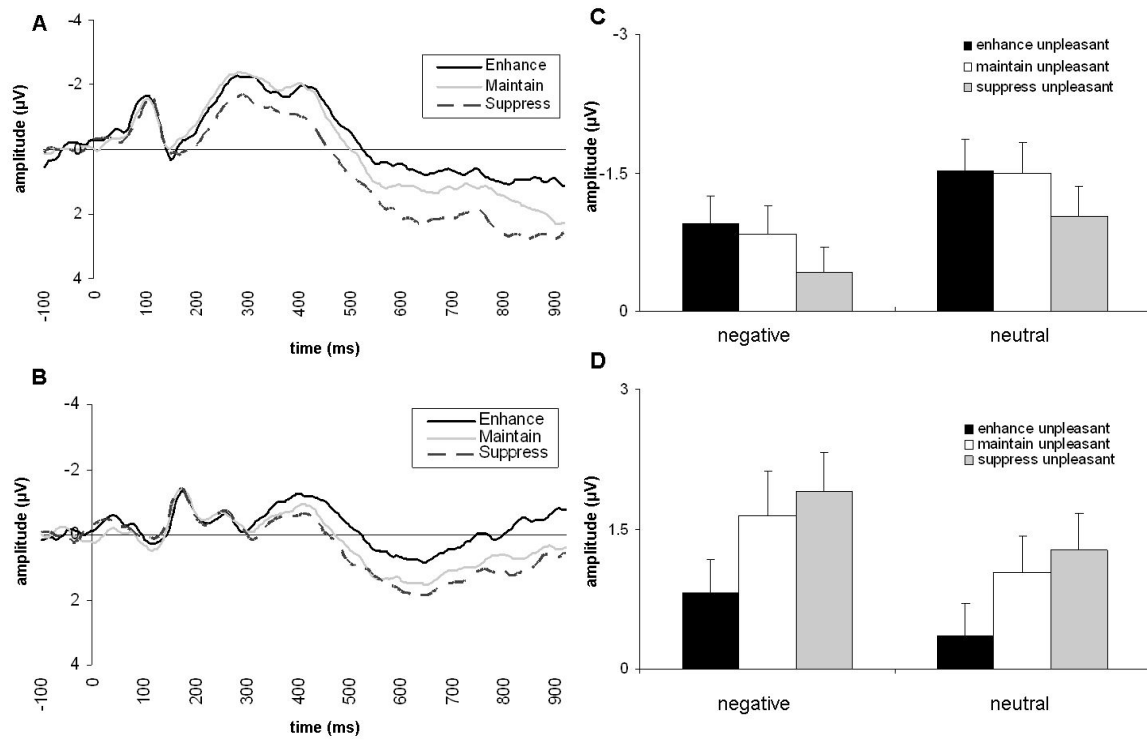 A
-4
-2
0
2
4
amplitude (µV)
Enhance
Maintain
Suppress
-100
0
100
200
300
400
500
600
700
800
900
time (ms)
B
-4
-2
0
2
4
amplitude (µV)
Enhance
Maintain
Suppress
-100
0
100
200
300
400
500
600
700
800
900
time (ms)
C
-3
-1.5
0
amplitude (µV)
enhance unpleasant
maintain unpleasant
suppress unpleasant
negative
neutral
D
3
1.5
0
amplitude (µV)
enhance unpleasant
maintain unpleasant
suppress unpleasant
negative
neutral